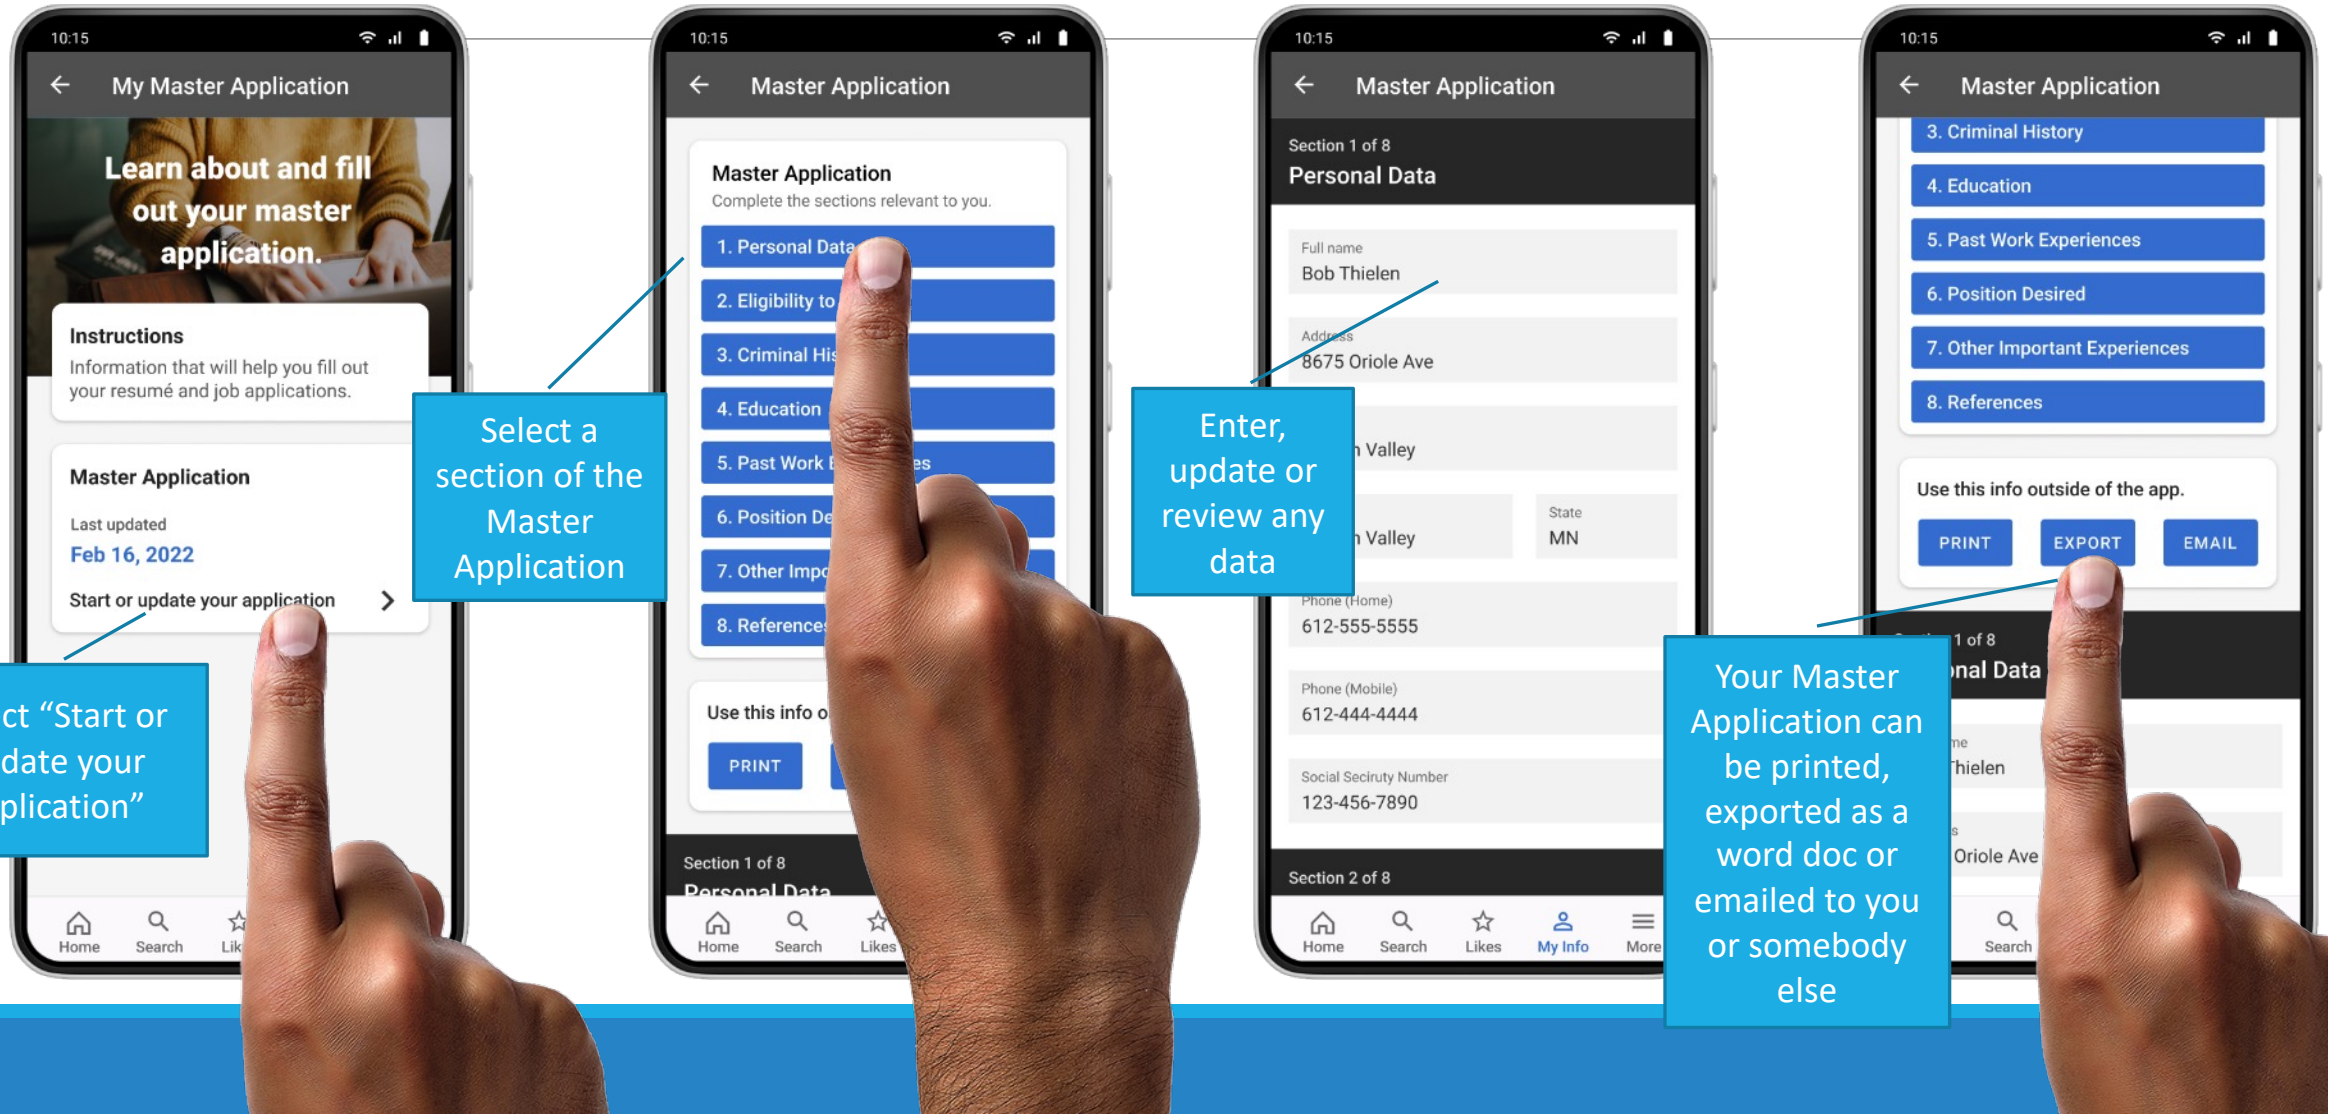 10:15
My Master Application
Learn about and fill
out your master
application.
Instructions
Information that will help you fill out
your resumé and job applications.
Master Application
Last updated
Feb 16, 2022
Start or update your application
“Start or
your
Home
Search
10:15
Master Application
Master Application
Complete the sections relevant to you.
1. Personal Data
2. Eligibility to
3. Criminal
4. Education
5. Past Work
6. Position
7. Other
8. References
Use this info
PRINT
Section 1 of 8
Personal Data
Home
Search
Likes
Select a
section of the
Master
Application
10:15
Master Application
Section 1 of 8
Personal Data
Full name
Bob Thielen
Address
8675 Oriole Ave
Valley
Valley
State
MN
Phone (Home)
612-555-5555
Phone (Mobile)
612-444-4444
Social Seciruty Number
123-456-7890
Section 2 of 8
Home
Search
Likes
My Info
More
Enter,
update or
review any
data
10:15
Master Application
3. Criminal History
4. Education
5. Past Work Experiences
6. Position Desired
7. Other Important Experiences
8. References
Use this info outside of the app.
PRINT
EXPORT
EMAIL
1 of 8
Data
Thielen
Oriole Ave
Search
Your Master
Application can
be printed,
exported as a
word doc or
emailed to you
or somebody
else